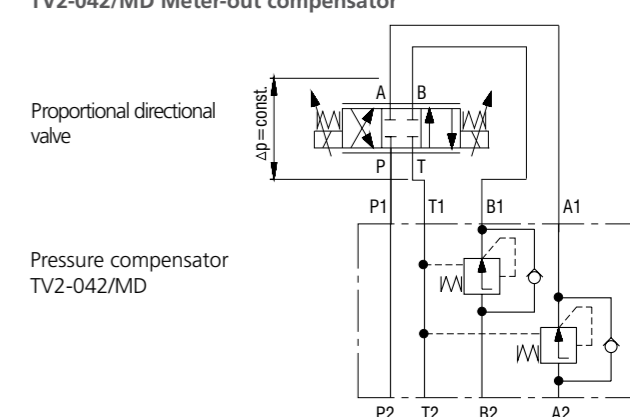 TV2-042/MD Meter-out compensator
A B
Proportional directional
valve
Δp=const.
P T
P1 T1 B1 A1
Pressure compensator
TV2-042/MD
P2 T2 B2 A2